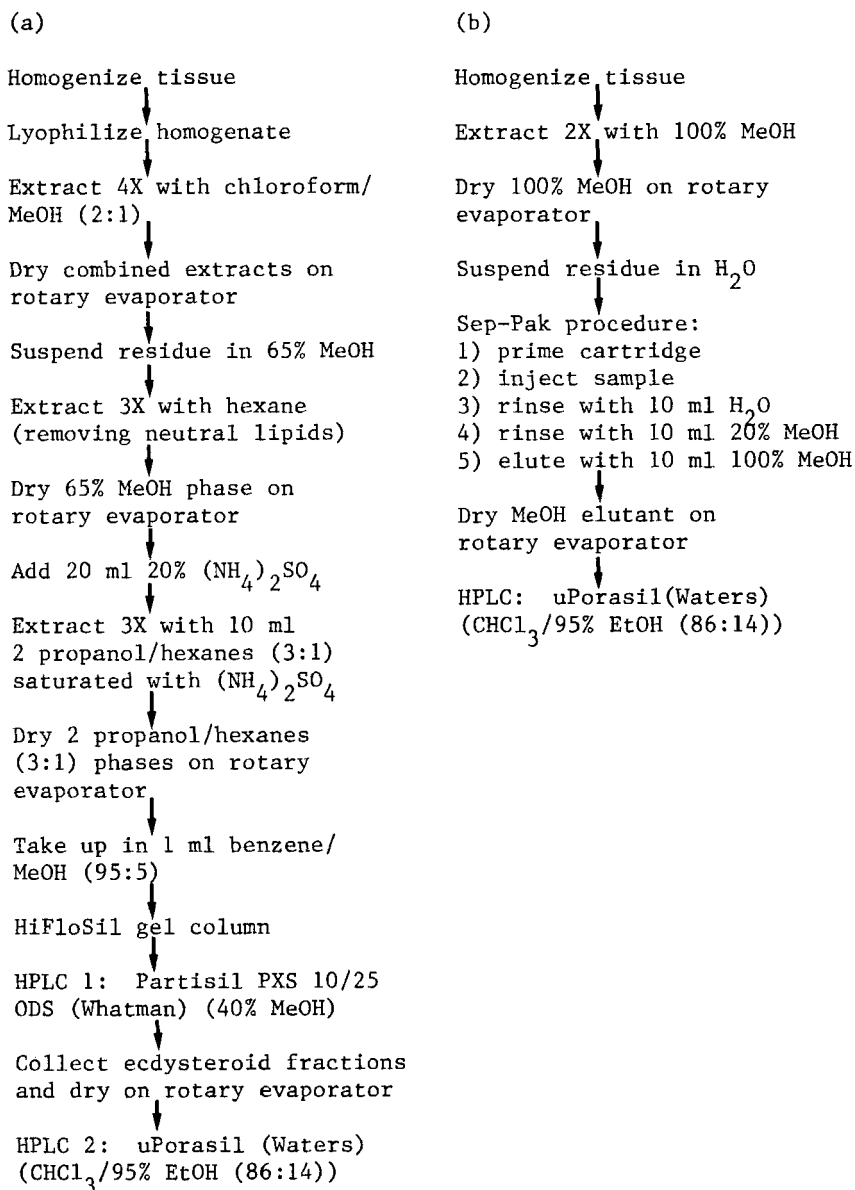 (a)
Homogenize tissue
Lyophilize homogenate
Extract 4X with chloroform/
MeOH (2:1)
Dry combined extracts on
rotary evaporator
Suspend residue in 65% MeOH
Extract 3X with hexane
(removing neutral lipids)
Dry 65% MeOH phase on
rotary evaporator
Add 20 ml 20% (NH4)2SO4
Extract 3X with 10 ml
2 propanol/hexanes (3:1)
saturated with (NH4)2SO4
Dry 2 propanol/hexanes
(3:1) phases on rotary
evaporator
Take up in 1 ml benzene/
MeOH (95:5)
HiFloSil gel column
HPLC 1: Partisil PXS 10/25
ODS (Whatman) (40% MeOH)
Collect ecdysteroid fractions
and dry on rotary evaporator
HPLC 2: uPorasil (Waters)
(CHCl3/95% EtOH (86:14))
(b)
Homogenize tissue
Extract 2X with 100% MeOH
Dry 100% MeOH on rotary
evaporator
Suspend residue in H2O
Sep-Pak procedure:
1) prime cartridge
2) inject sample
3) rinse with 10 ml H2O
4) rinse with 10 ml 20% MeOH
5) elute with 10 ml 100% MeOH
Dry MeOH elutant on
rotary evaporator
HPLC: uPorasil(Waters)
(CHCl3/95% EtOH (86:14))